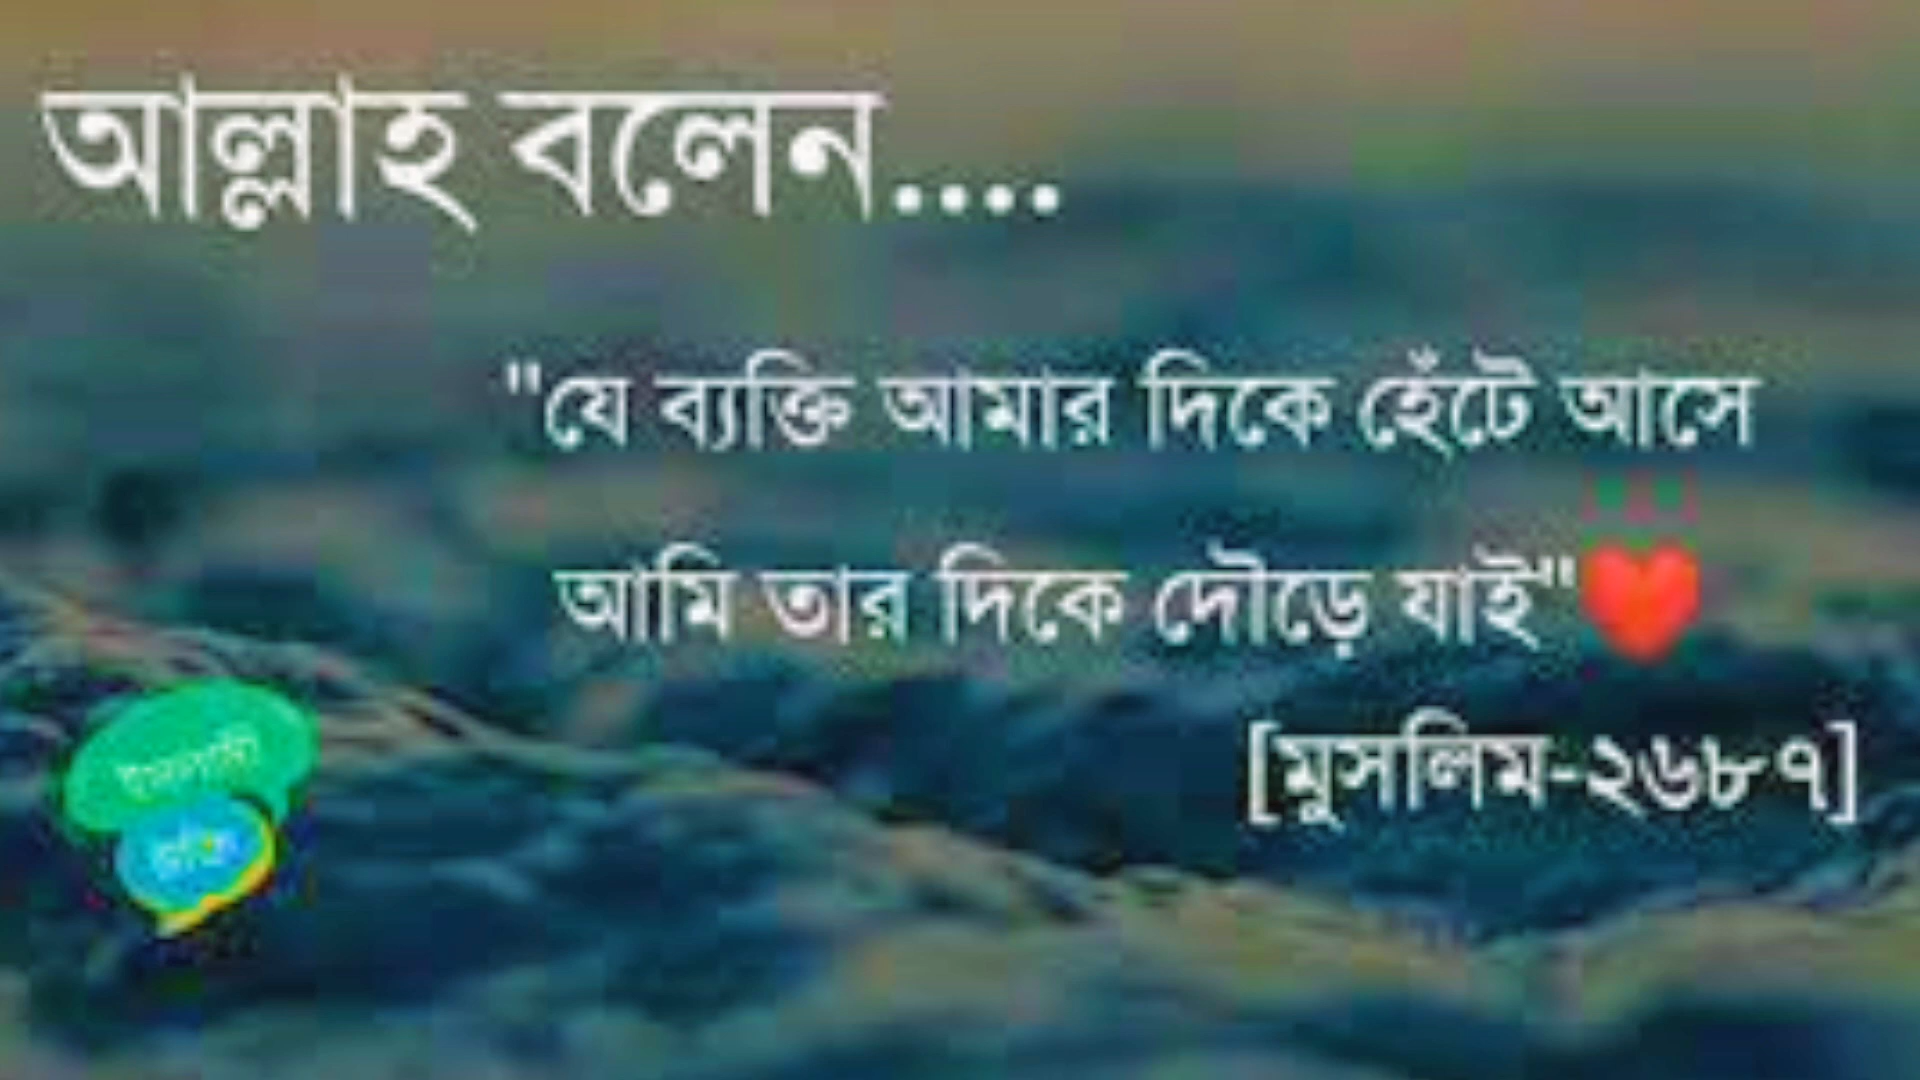 আল্লাহ বলেন....
"যে ব্যক্তি আমার দিকে হেঁটে আসে
আমি তার দিকে দৌড়ে যাই"❤️
[মুসলিম-২৬৮৭]